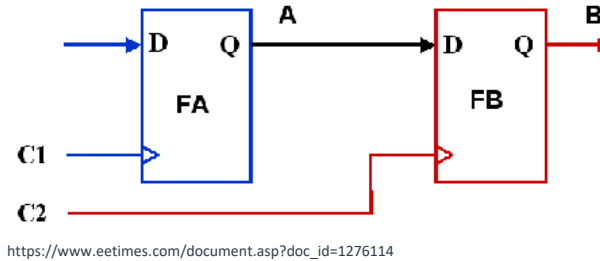 A
B
D
Q
D
Q
FA
FB
C1
C2
https://www.eetimes.com/document.asp?doc_id=1276114